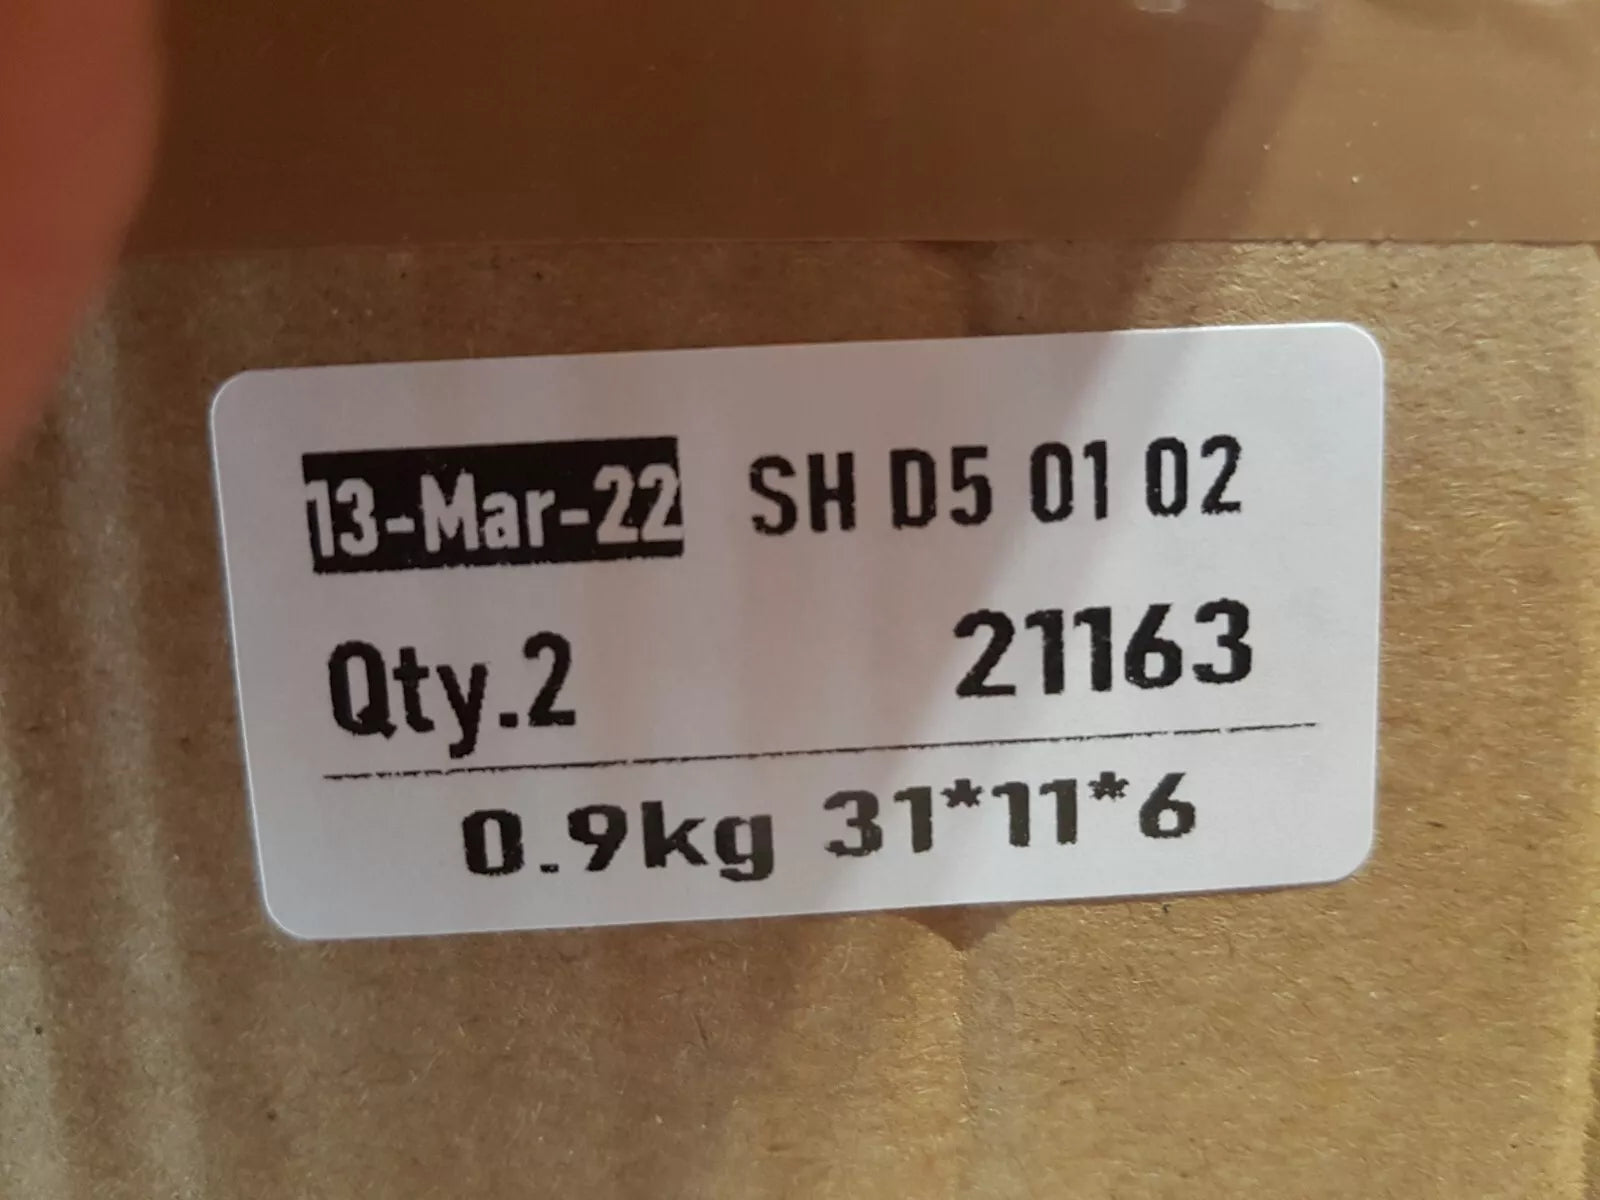 13-Mar-22 SH D5 01 02
Qty.2 21163
0.9kg 31*11*6